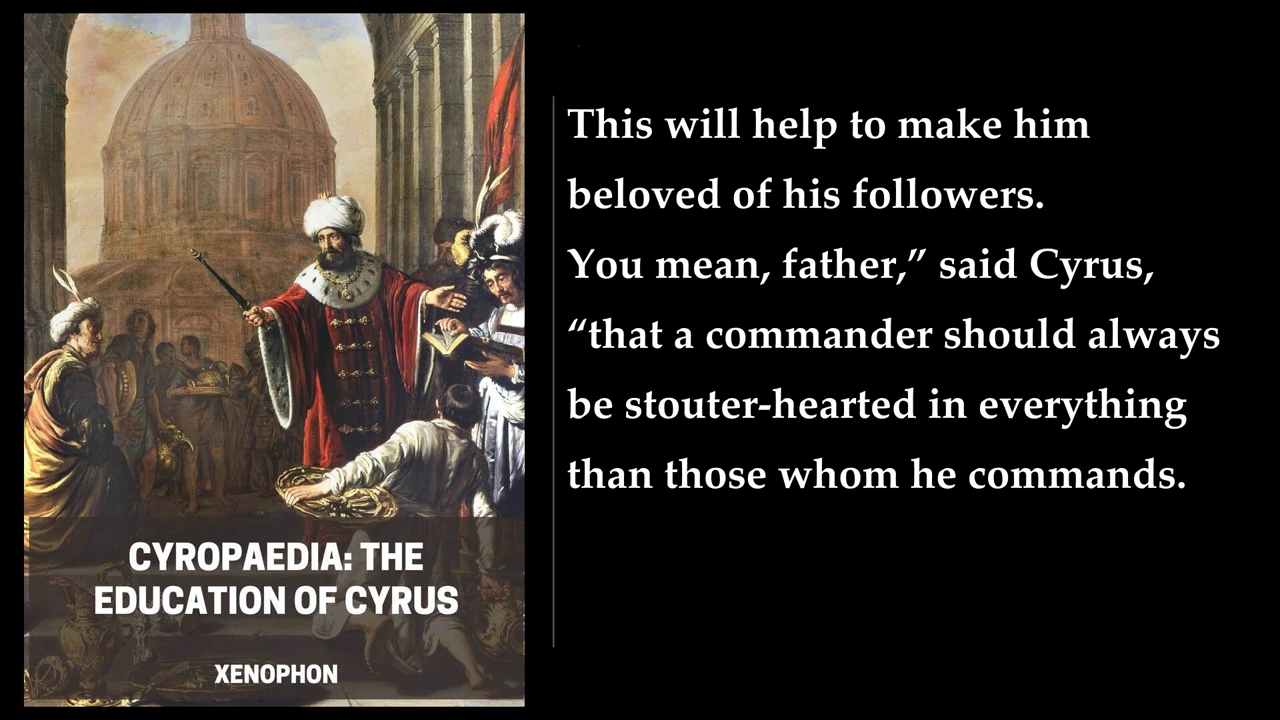 CYROPAEDIA: THE
EDUCATION OF CYRUS
XENOPHON
This will help to make him
beloved of his followers.
You mean, father,” said Cyrus,
“that a commander should always
be stouter-hearted in everything
than those whom he commands.